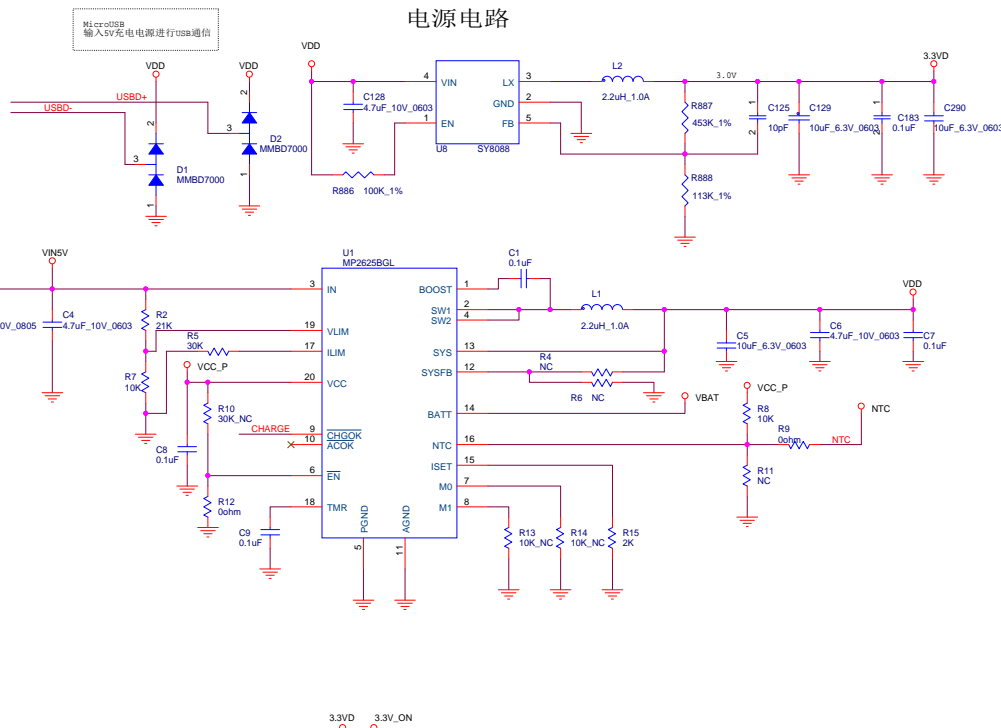 电源电路
MicroUSB
输入5V充电电源进行USB通信
VDD
VDD
USBD+
USBD-
2
3
D1
MMBD7000
1
2
3
D2
MMBD7000
1
VDD
C128
4.7uF_10V_0603
R886 100K_1%
4 VIN
1 EN
LX 3
GND 2
FB 5
U8 SY8088
L2
2.2uH_1.0A
3.0V
3.3VD
R887
453K_1%
R888
113K_1%
1
2
C125
10pF
C129
10uF_6.3V_0603
1
2
C183
0.1uF
C290
10uF_6.3V_0603
VIN5V
0V_0805
C4
4.7uF_10V_0603
R2
21K
R5
30K
R7
10K
VCC_P
R10
30K_NC
CHARGE
C8
0.1uF
R12
0ohm
C9
0.1uF
U1
MP2625BGL
3 IN
19 VLIM
17 ILIM
20 VCC
9 CHGOK
10 ACOK
6 EN
18 TMR
PGND
5
AGND
11
BOOST 1
SW1 2
SW2 4
SYS 13
SYSFB 12
BATT 14
NTC 16
ISET 15
M0 7
M1 8
C1
0.1uF
L1
2.2uH_1.0A
R4
NC
R6 NC
VBAT
VDD
C5
10uF_6.3V_0603
C6
4.7uF_10V_0603
C7
0.1uF
VCC_P
R8
10K
R9
0ohm
NTC
NTC
R11
NC
R13
10K_NC
R14
10K_NC
R15
2K
3.3VD
3.3V_ON